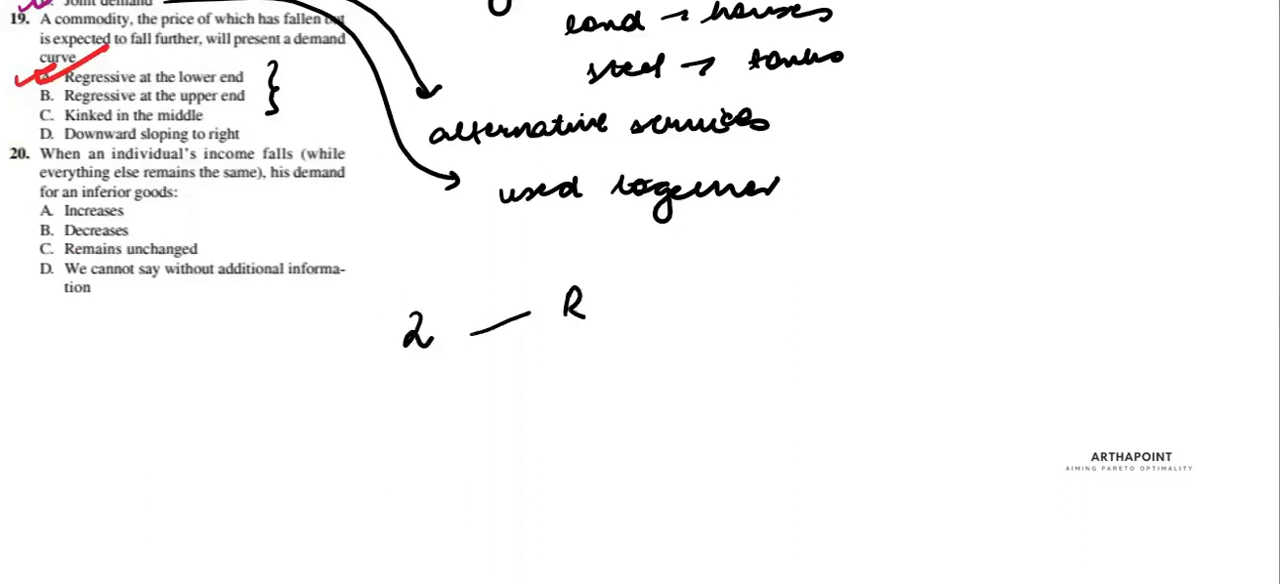 Joint demand
19. A commodity, the price of which has fallen but
is expected to fall further, will present a demand
curve
A. Regressive at the lower end
B. Regressive at the upper end
C. Kinked in the middle
D. Downward sloping to right
20. When an individual's income falls (while
everything else remains the same), his demand
for an inferior goods:
A. Increases
B. Decreases
C. Remains unchanged
D. We cannot say without additional informa-
tion
land → houses
steel → tanks
alternative services
used together
2 — R
ARTHAPOINT
AIMING PARETO OPTIMALITY